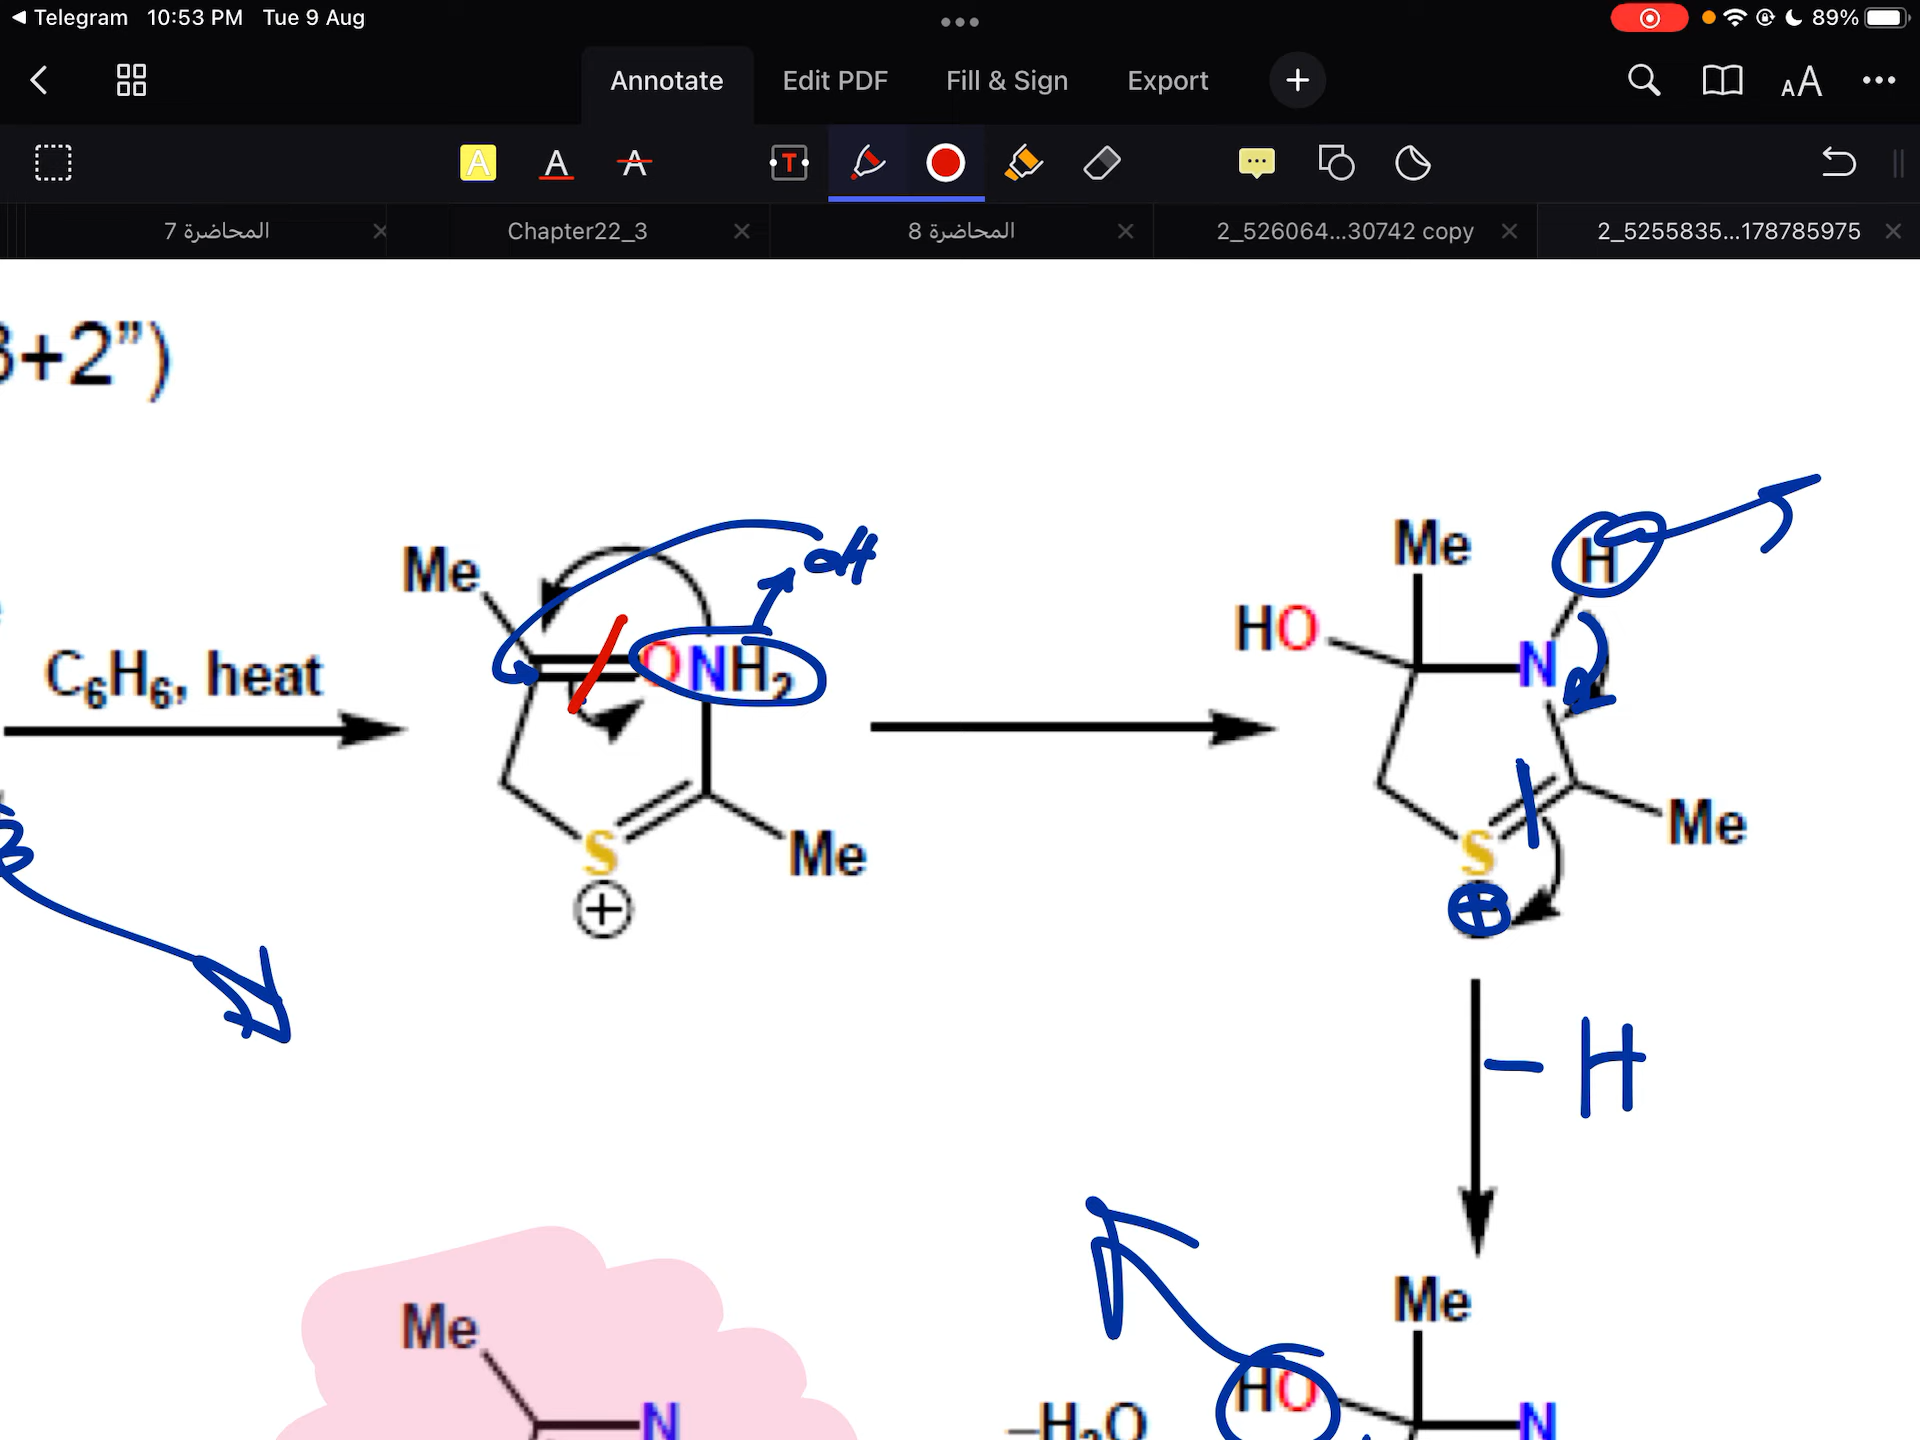 Telegram 10:53 PM Tue 9 Aug 89%
Annotate Edit PDF Fill & Sign Export
AA
A A A T
المحاضرة 7 Chapter22_3 المحاضرة 8 2_526064...30742 copy 2_5255835...178785975
3+2”)
Me OH Me H
HO
C₆H₆, heat O NH₂ N
S Me S Me
⊕ ⊕
- H
Me Me
HO
N –H₂O N